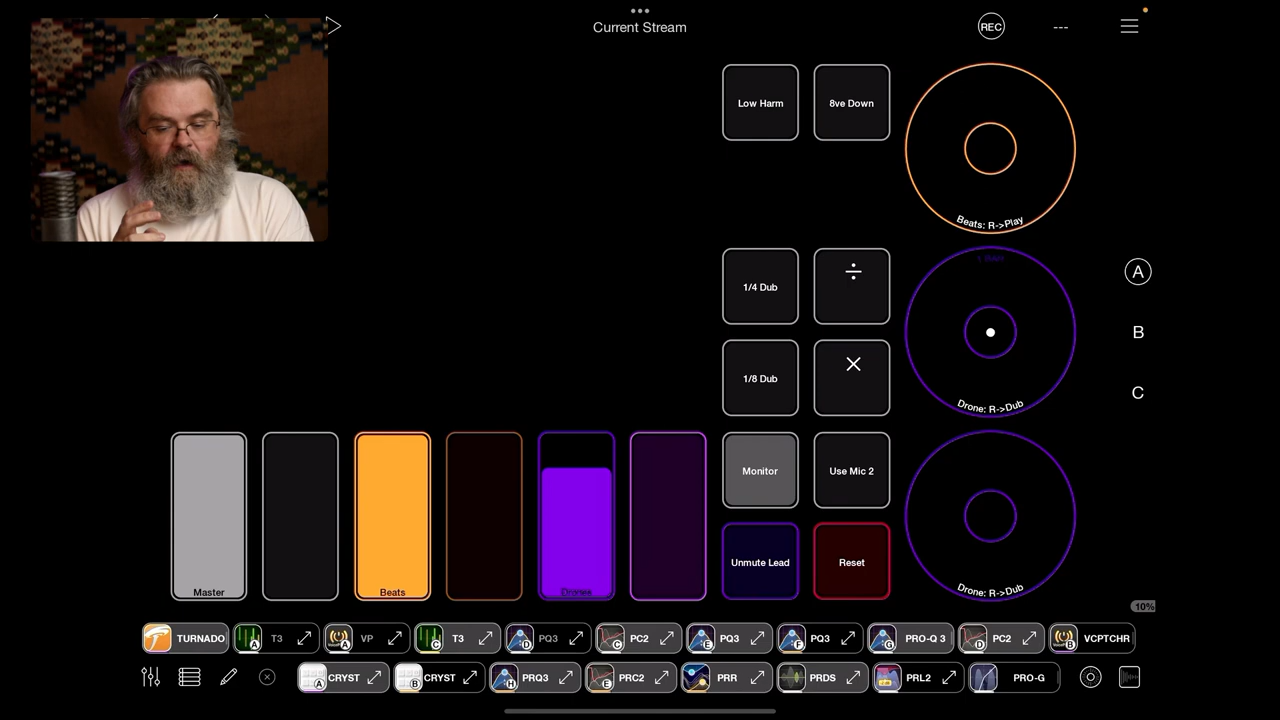 Current Stream
REC
---
Low Harm
8ve Down
Beats: R->Play
1/4 Dub
÷
A
B
C
1/8 Dub
×
Drone: R->Dub
Monitor
Use Mic 2
Unmute Lead
Reset
Drone: R->Dub
Master
Beats
Drones
10%
TURNADO
A T3
A VP
C T3
D PQ3
C PC2
E PQ3
F PQ3
G PRO-Q 3
D PC2
B VCPTCHR
A CRYST
B CRYST
H PRQ3
E PRC2
PRR
PRDS
PRL2
PRO-G